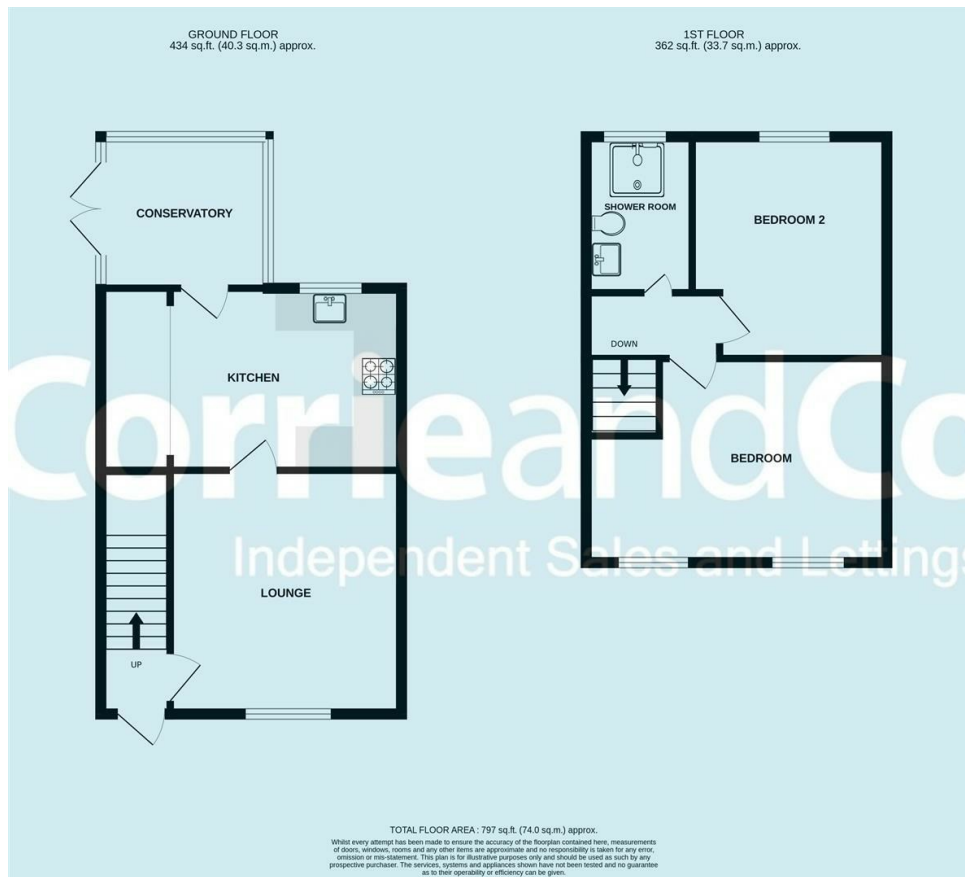 GROUND FLOOR
434 sq.ft. (40.3 sq.m.) approx.
1ST FLOOR
362 sq.ft. (33.7 sq.m.) approx.
CONSERVATORY
KITCHEN
LOUNGE
UP
SHOWER ROOM
BEDROOM 2
DOWN
BEDROOM
CorrieandCo
Independent Sales and Lettings
TOTAL FLOOR AREA : 797 sq.ft. (74.0 sq.m.) approx.
Whilst every attempt has been made to ensure the accuracy of the floorplan contained here, measurements
of doors, windows, rooms and any other items are approximate and no responsibility is taken for any error,
omission or mis-statement. This plan is for illustrative purposes only and should be used as such by any
prospective purchaser. The services, systems and appliances shown have not been tested and no guarantee
as to their operability or efficiency can be given.